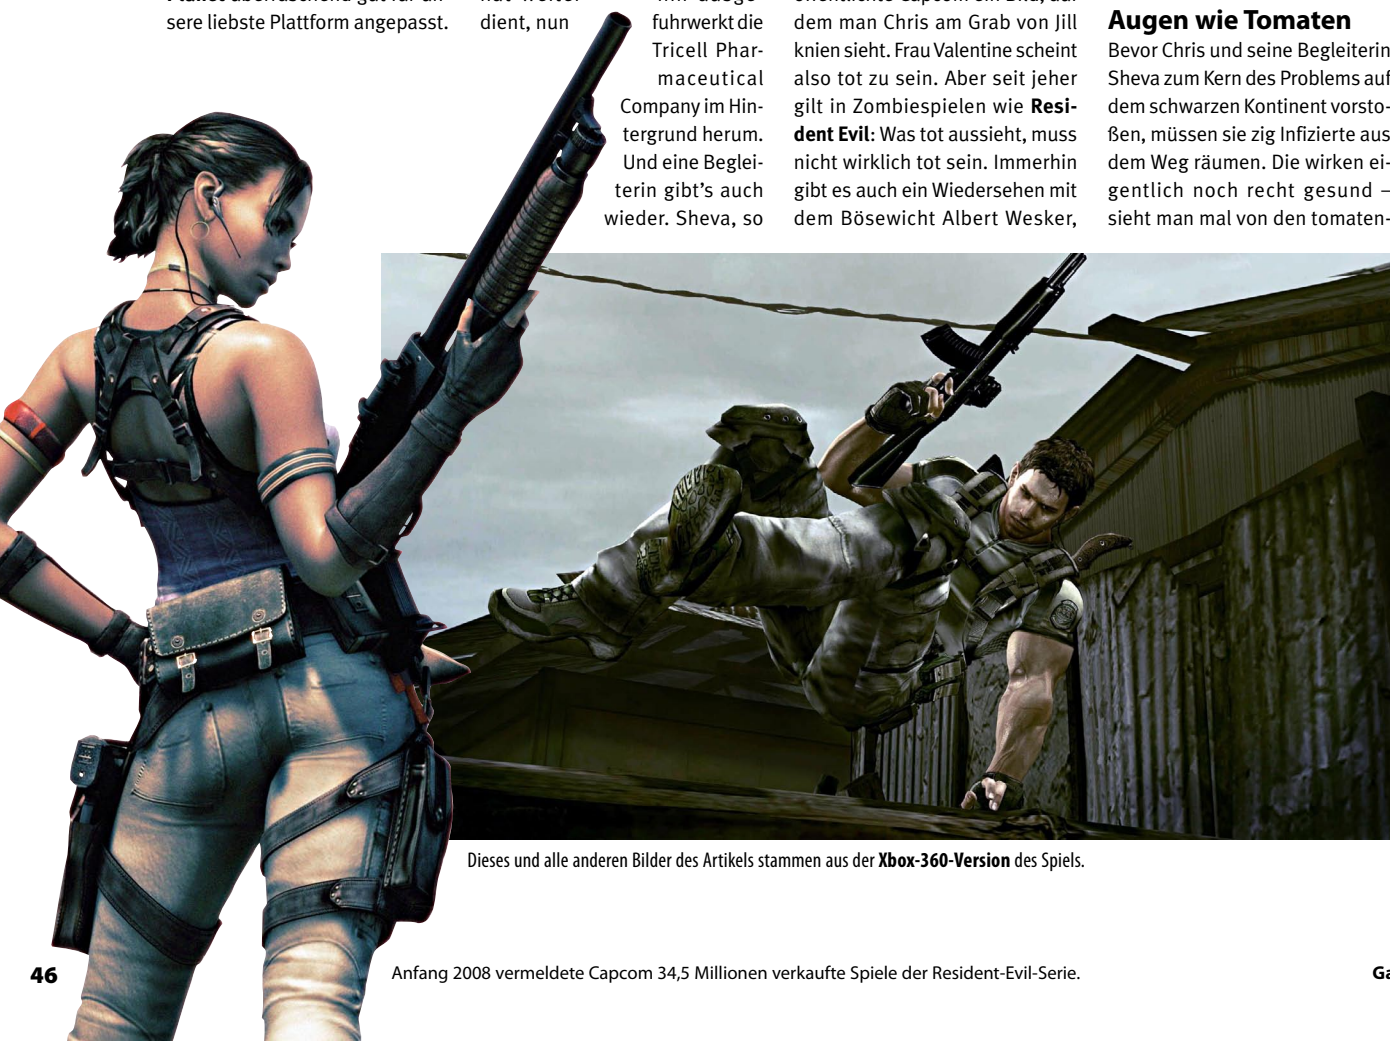 sere liebste Plattform angepasst.
dient, nun
fuhrwerkt die
Tricell Phar-
maceutical
Company im Hin-
tergrund herum.
Und eine Beglei-
terin gibt's auch
wieder. Sheva, so
dem man Chris am Grab von Jill
knien sieht. Frau Valentine scheint
also tot zu sein. Aber seit jeher
gilt in Zombiespielen wie Resi-
dent Evil: Was tot aussieht, muss
nicht wirklich tot sein. Immerhin
gibt es auch ein Wiedersehen mit
dem Bösewicht Albert Wesker,
Augen wie Tomaten
Bevor Chris und seine Begleiterin
Sheva zum Kern des Problems auf
dem schwarzen Kontinent vorsto-
ßen, müssen sie zig Infizierte aus
dem Weg räumen. Die wirken ei-
gentlich noch recht gesund –
sieht man mal von den tomaten-
Dieses und alle anderen Bilder des Artikels stammen aus der Xbox-360-Version des Spiels.
46
Anfang 2008 vermeldete Capcom 34,5 Millionen verkaufte Spiele der Resident-Evil-Serie.
Ga